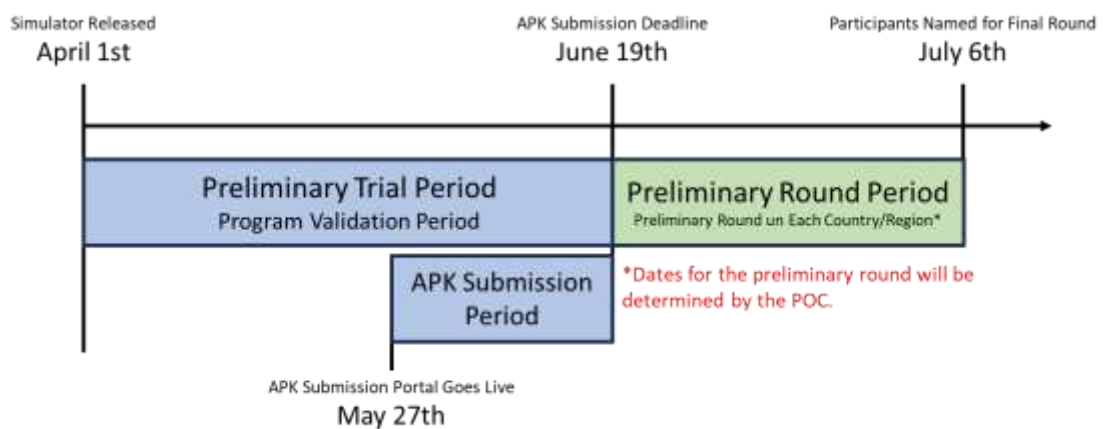 Simulator Released
April 1st
APK Submission Deadline
June 19th
Participants Named for Final Round
July 6th
Preliminary Trial Period
Program Validation Period
Preliminary Round Period
Preliminary Round un Each Country/Region*
APK Submission
Period
*Dates for the preliminary round will be
determined by the POC.
APK Submission Portal Goes Live
May 27th